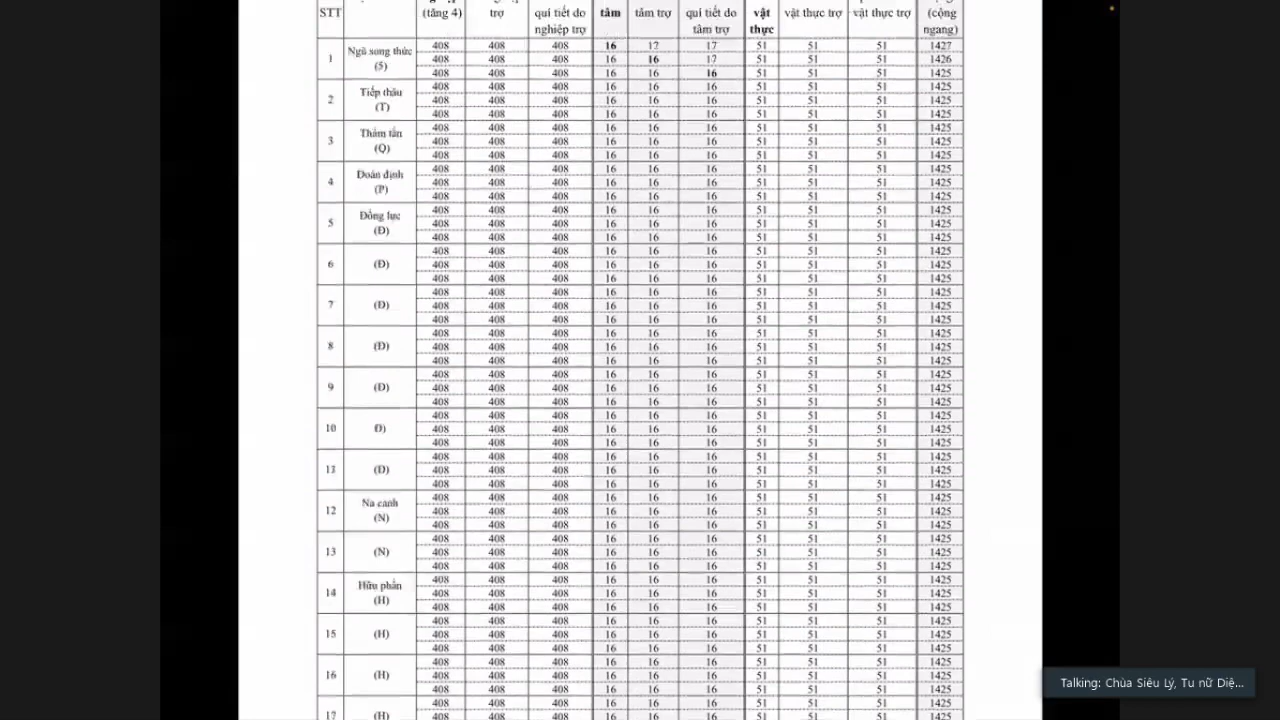 STT (tăng 4) trợ quí tiết do nghiệp trợ tâm tâm trợ quí tiết do tâm trợ vật thực vật thực trợ vật thực trợ (cộng ngang)
1 Ngũ song thức (5)
408 408 408 16 17 17 51 51 51 1427
408 408 408 16 16 17 51 51 51 1426
408 408 408 16 16 16 51 51 51 1425
2 Tiếp thâu (T)
408 408 408 16 16 16 51 51 51 1425
408 408 408 16 16 16 51 51 51 1425
408 408 408 16 16 16 51 51 51 1425
3 Thẩm tấn (Q)
408 408 408 16 16 16 51 51 51 1425
408 408 408 16 16 16 51 51 51 1425
408 408 408 16 16 16 51 51 51 1425
4 Đoán định (P)
408 408 408 16 16 16 51 51 51 1425
408 408 408 16 16 16 51 51 51 1425
408 408 408 16 16 16 51 51 51 1425
5 Đổng lực (Đ)
408 408 408 16 16 16 51 51 51 1425
408 408 408 16 16 16 51 51 51 1425
408 408 408 16 16 16 51 51 51 1425
6 (Đ)
408 408 408 16 16 16 51 51 51 1425
408 408 408 16 16 16 51 51 51 1425
408 408 408 16 16 16 51 51 51 1425
7 (Đ)
408 408 408 16 16 16 51 51 51 1425
408 408 408 16 16 16 51 51 51 1425
408 408 408 16 16 16 51 51 51 1425
8 (Đ)
408 408 408 16 16 16 51 51 51 1425
408 408 408 16 16 16 51 51 51 1425
408 408 408 16 16 16 51 51 51 1425
9 (Đ)
408 408 408 16 16 16 51 51 51 1425
408 408 408 16 16 16 51 51 51 1425
408 408 408 16 16 16 51 51 51 1425
10 Đ)
408 408 408 16 16 16 51 51 51 1425
408 408 408 16 16 16 51 51 51 1425
408 408 408 16 16 16 51 51 51 1425
11 (Đ)
408 408 408 16 16 16 51 51 51 1425
408 408 408 16 16 16 51 51 51 1425
408 408 408 16 16 16 51 51 51 1425
12 Na cảnh (N)
408 408 408 16 16 16 51 51 51 1425
408 408 408 16 16 16 51 51 51 1425
408 408 408 16 16 16 51 51 51 1425
13 (N)
408 408 408 16 16 16 51 51 51 1425
408 408 408 16 16 16 51 51 51 1425
408 408 408 16 16 16 51 51 51 1425
14 Hữu phần (H)
408 408 408 16 16 16 51 51 51 1425
408 408 408 16 16 16 51 51 51 1425
408 408 408 16 16 16 51 51 51 1425
15 (H)
408 408 408 16 16 16 51 51 51 1425
408 408 408 16 16 16 51 51 51 1425
408 408 408 16 16 16 51 51 51 1425
16 (H)
408 408 408 16 16 16 51 51 51 1425
408 408 408 16 16 16 51 51 51 1425
408 408 408 16 16 16 51 51 51 1425
17 (H)
408 408 408 16 16 16 51 51 51 1425
408 408 408 16 16 16 51 51 51 1425
Talking: Chùa Siêu Lý, Tu nữ Diệ...